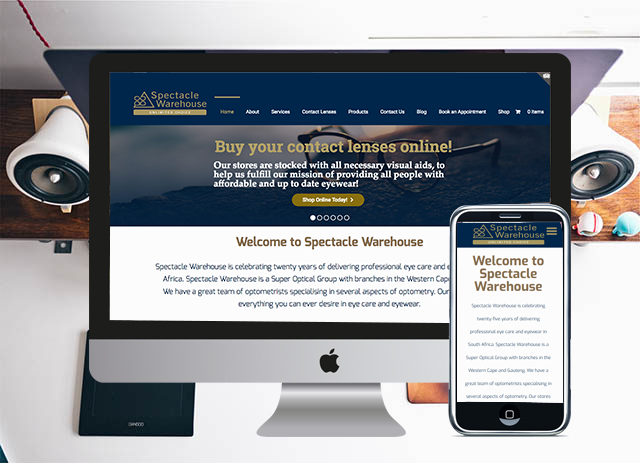 Spectacle
Warehouse
UNLIMITED CHOICE
Home About Services Contact Lenses Products Contact Us Blog Book an Appointment Shop 0 items
Buy your contact lenses online!
Our stores are stocked with all necessary visual aids, to
help us fulfill our mission of providing all people with
affordable and up to date eyewear!
Shop Online Today!
Welcome to Spectacle Warehouse
Spectacle Warehouse is celebrating twenty years of delivering professional eye care and e
Africa. Spectacle Warehouse is a Super Optical Group with branches in the Western Cape
We have a great team of optometrists specialising in several aspects of optometry. Our
everything you can ever desire in eye care and eyewear.
Spectacle
Warehouse
UNLIMITED CHOICE
Welcome to
Spectacle
Warehouse
Spectacle Warehouse is celebrating
twenty five years of delivering
professional eye care and eyewear in
South Africa. Spectacle Warehouse is a
Super Optical Group with branches in the
Western Cape and Gauteng. We have a
great team of optometrists specialising in
several aspects of optometry. Our stores
BAMBOO